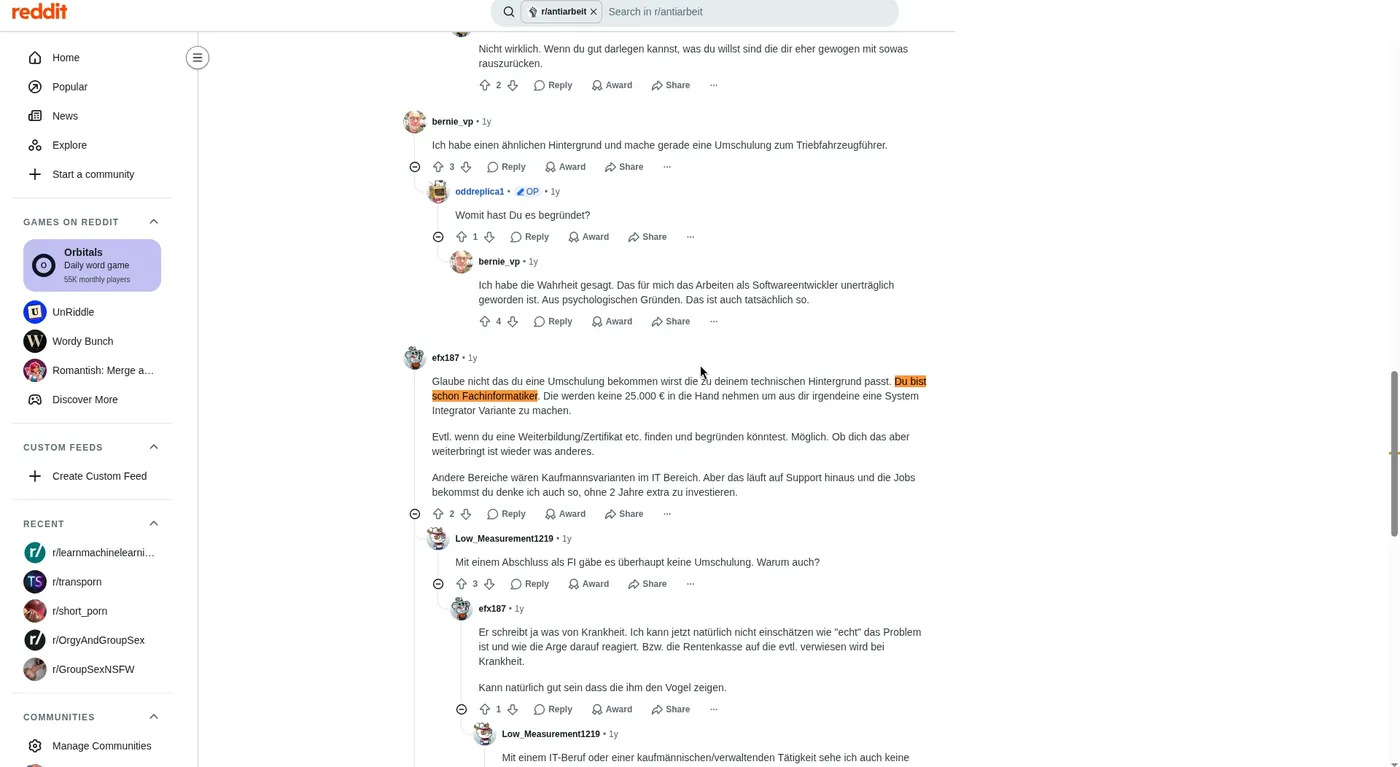 reddit
r/antiarbeit
Search in r/antiarbeit
Home
Popular
News
Explore
Start a community
GAMES ON REDDIT
Orbitals
Daily word game
55K monthly players
UnRiddle
Wordy Bunch
Romantish: Merge a...
Discover More
CUSTOM FEEDS
Create Custom Feed
RECENT
r/learnmachinelearni...
r/transporn
r/short_porn
r/OrgyAndGroupSex
r/GroupSexNSFW
COMMUNITIES
Manage Communities
Nicht wirklich. Wenn du gut darlegen kannst, was du willst sind die dir eher gewogen mit sowas
rauszurücken.
2 Reply Award Share ...
bernie_vp • 1y
Ich habe einen ähnlichen Hintergrund und mache gerade eine Umschulung zum Triebfahrzeugführer.
3 Reply Award Share ...
oddreplica1 • OP • 1y
Womit hast Du es begründet?
1 Reply Award Share ...
bernie_vp • 1y
Ich habe die Wahrheit gesagt. Das für mich das Arbeiten als Softwareentwickler unerträglich
geworden ist. Aus psychologischen Gründen. Das ist auch tatsächlich so.
4 Reply Award Share ...
efx187 • 1y
Glaube nicht das du eine Umschulung bekommen wirst die zu deinem technischen Hintergrund passt. Du bist
schon Fachinformatiker. Die werden keine 25.000 € in die Hand nehmen um aus dir irgendeine eine System
Integrator Variante zu machen.
Evtl. wenn du eine Weiterbildung/Zertifikat etc. finden und begründen könntest. Möglich. Ob dich das aber
weiterbringt ist wieder was anderes.
Andere Bereiche wären Kaufmannsvarianten im IT Bereich. Aber das läuft auf Support hinaus und die Jobs
bekommst du denke ich auch so, ohne 2 Jahre extra zu investieren.
2 Reply Award Share ...
Low_Measurement1219 • 1y
Mit einem Abschluss als FI gäbe es überhaupt keine Umschulung. Warum auch?
3 Reply Award Share ...
efx187 • 1y
Er schreibt ja was von Krankheit. Ich kann jetzt natürlich nicht einschätzen wie "echt" das Problem
ist und wie die Arge darauf reagiert. Bzw. die Rentenkasse auf die evtl. verwiesen wird bei
Krankheit.
Kann natürlich gut sein dass die ihm den Vogel zeigen.
1 Reply Award Share ...
Low_Measurement1219 • 1y
Mit einem IT-Beruf oder einer kaufmännischen/verwaltenden Tätigkeit sehe ich auch keine